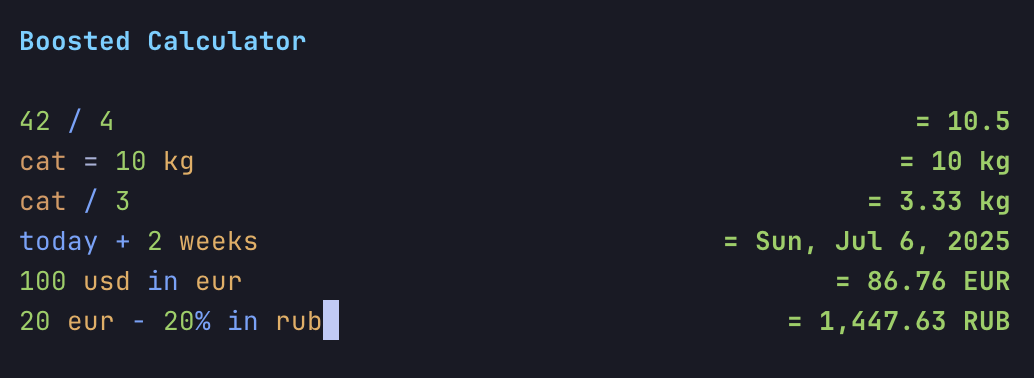 Boosted Calculator
42 / 4 = 10.5
cat = 10 kg = 10 kg
cat / 3 = 3.33 kg
today + 2 weeks = Sun, Jul 6, 2025
100 usd in eur = 86.76 EUR
20 eur - 20% in rub = 1,447.63 RUB